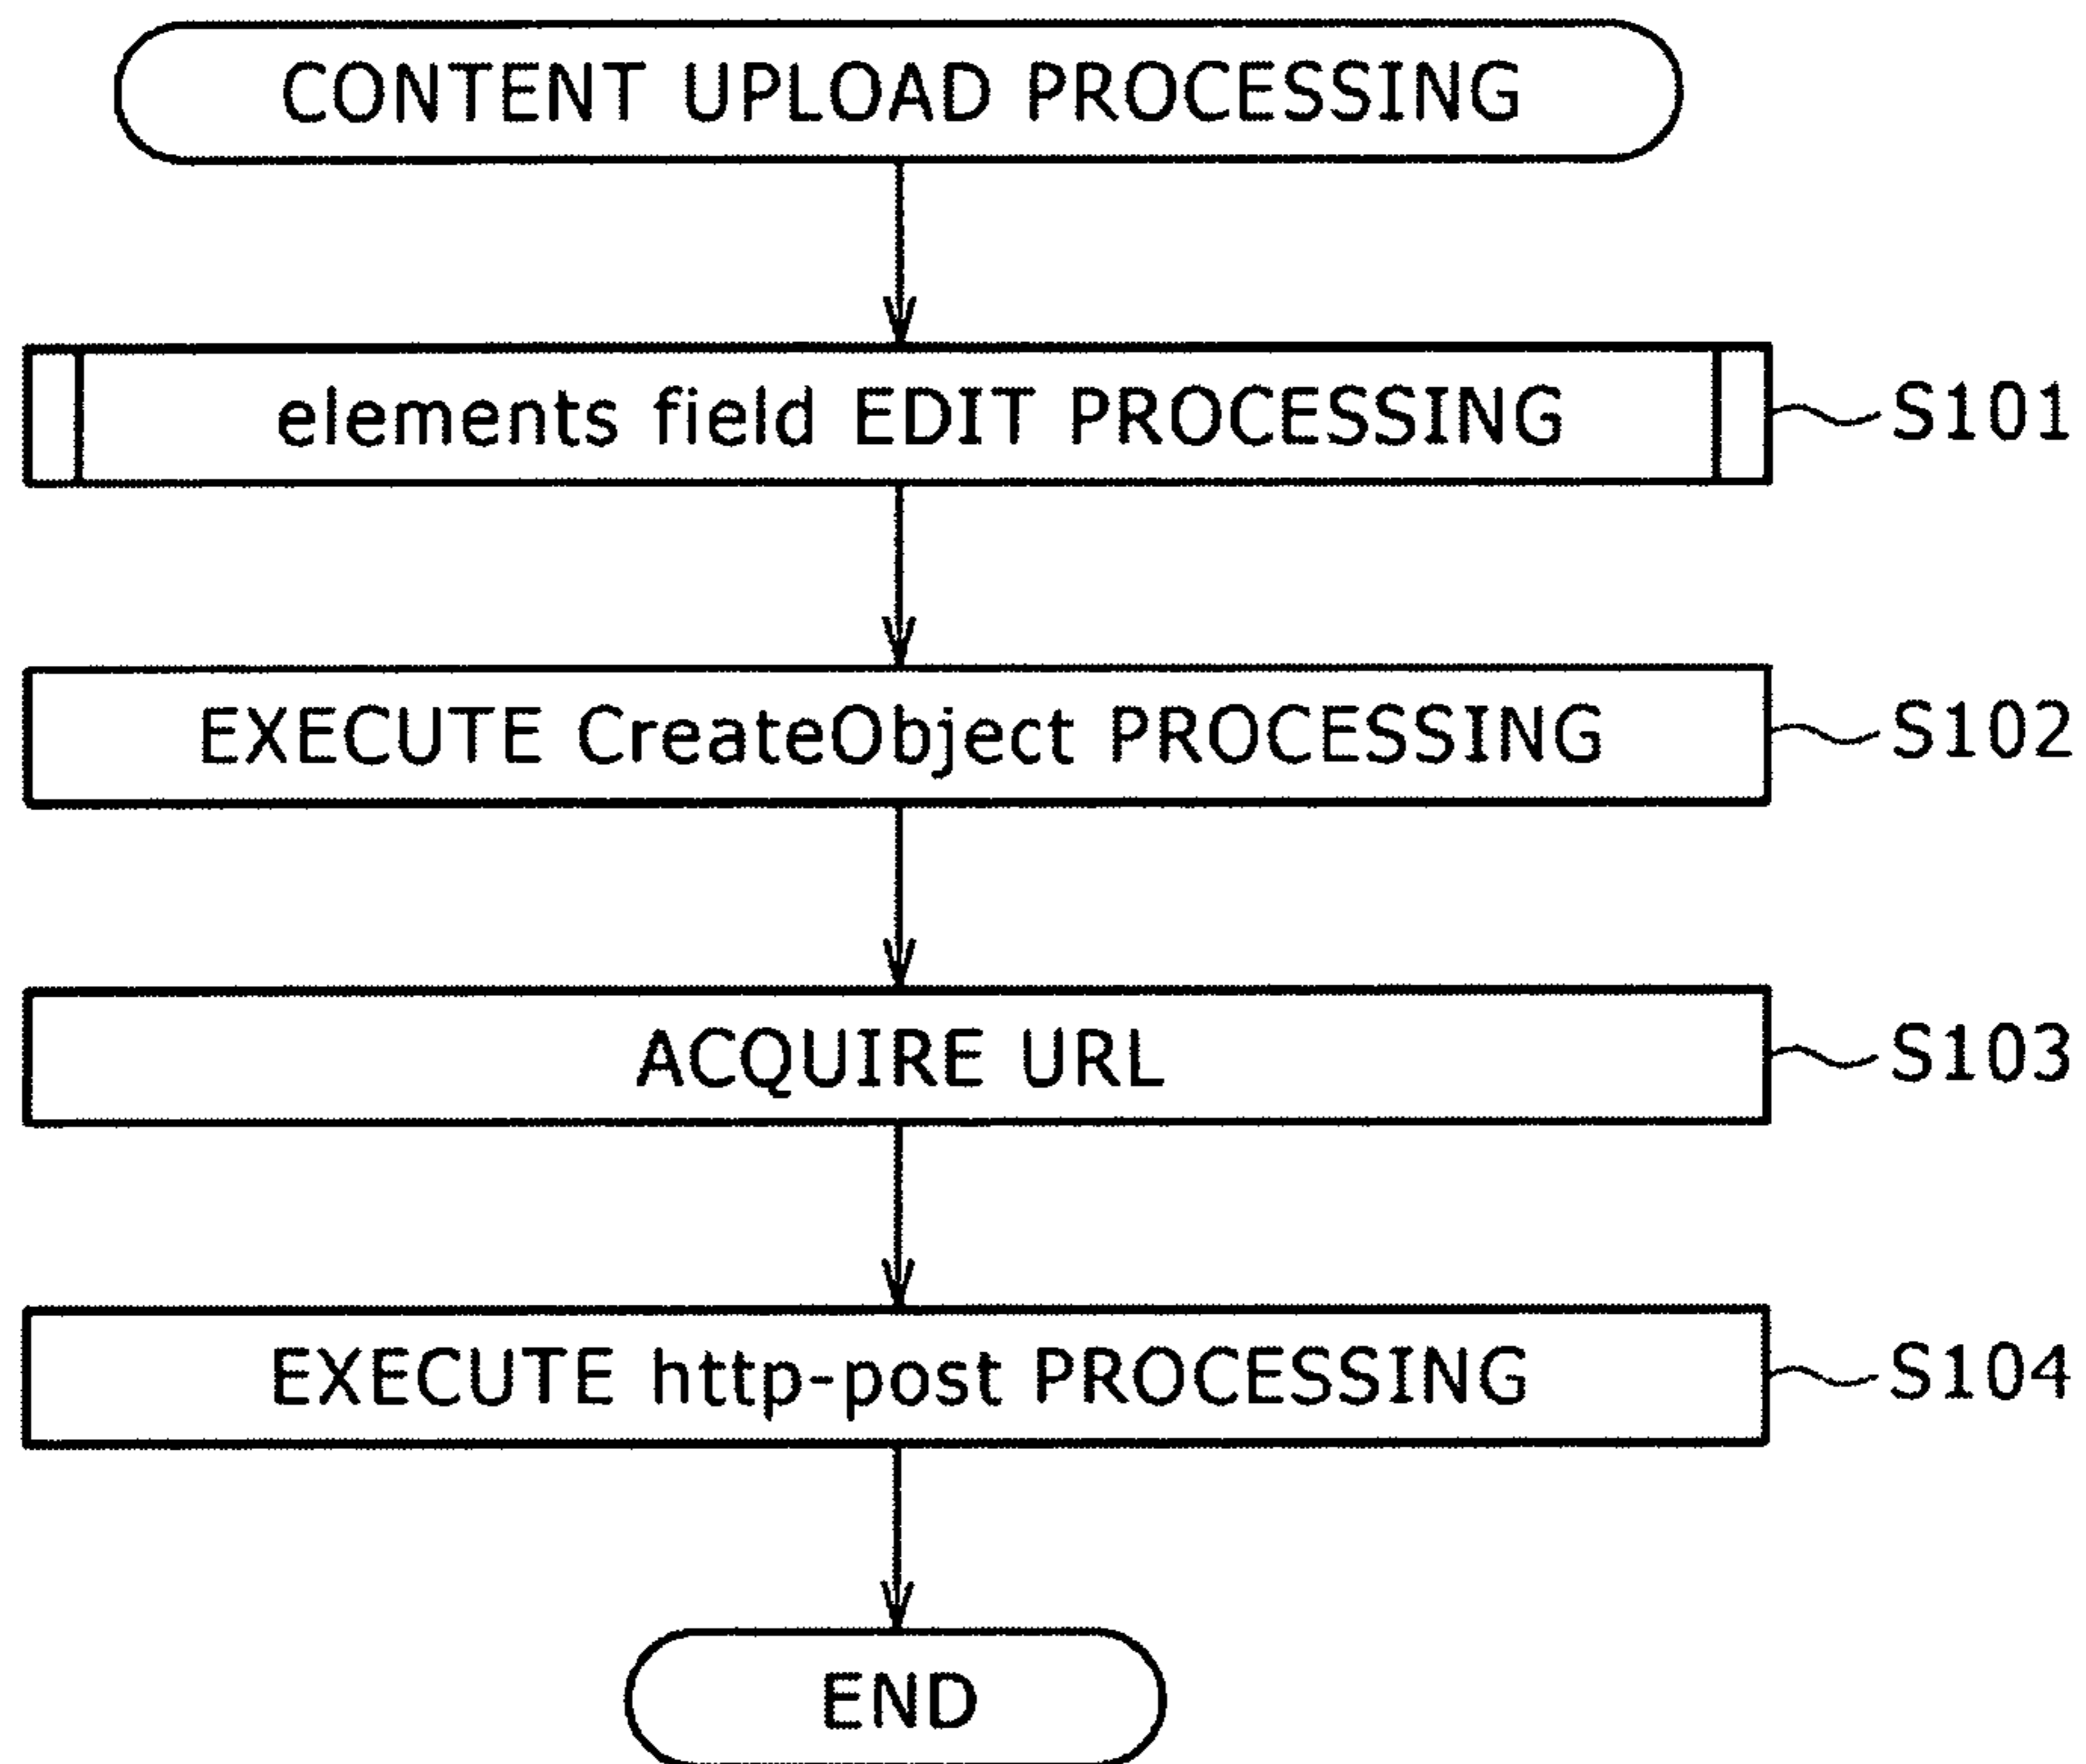 CONTENT UPLOAD PROCESSING
elements field EDIT PROCESSING
S101
EXECUTE CreateObject PROCESSING
S102
ACQUIRE URL
S103
EXECUTE http-post PROCESSING
S104
END